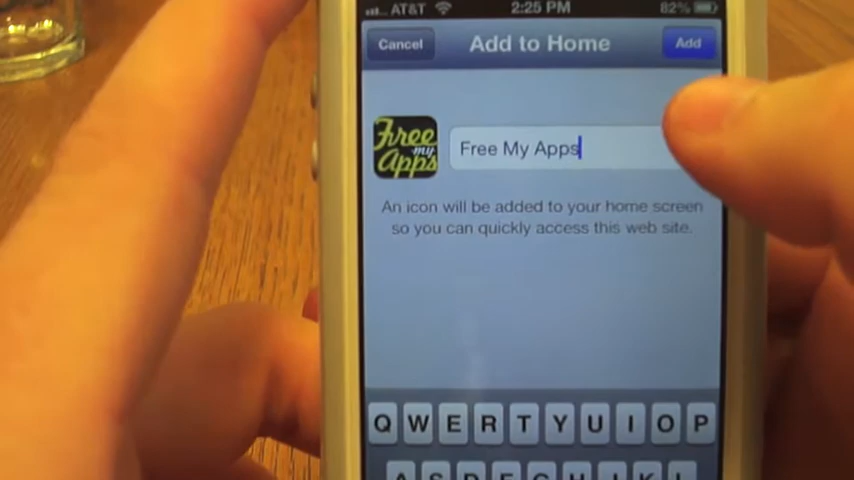 AT&T 2:25 PM 82%
Cancel Add to Home Add
Free
my
Apps
Free My Apps
An icon will be added to your home screen
so you can quickly access this web site.
Q W E R T Y U I O P
A S D F G H J K L